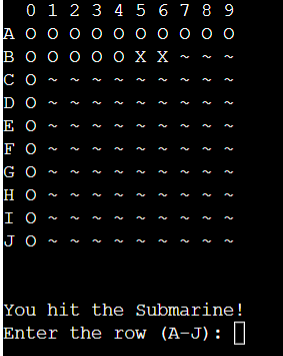 0 1 2 3 4 5 6 7 8 9
A O O O O O O O O O O
B O O O O O X X ~ ~ ~
C O ~ ~ ~ ~ ~ ~ ~ ~ ~
D O ~ ~ ~ ~ ~ ~ ~ ~ ~
E O ~ ~ ~ ~ ~ ~ ~ ~ ~
F O ~ ~ ~ ~ ~ ~ ~ ~ ~
G O ~ ~ ~ ~ ~ ~ ~ ~ ~
H O ~ ~ ~ ~ ~ ~ ~ ~ ~
I O ~ ~ ~ ~ ~ ~ ~ ~ ~
J O ~ ~ ~ ~ ~ ~ ~ ~ ~
You hit the Submarine!
Enter the row (A-J):